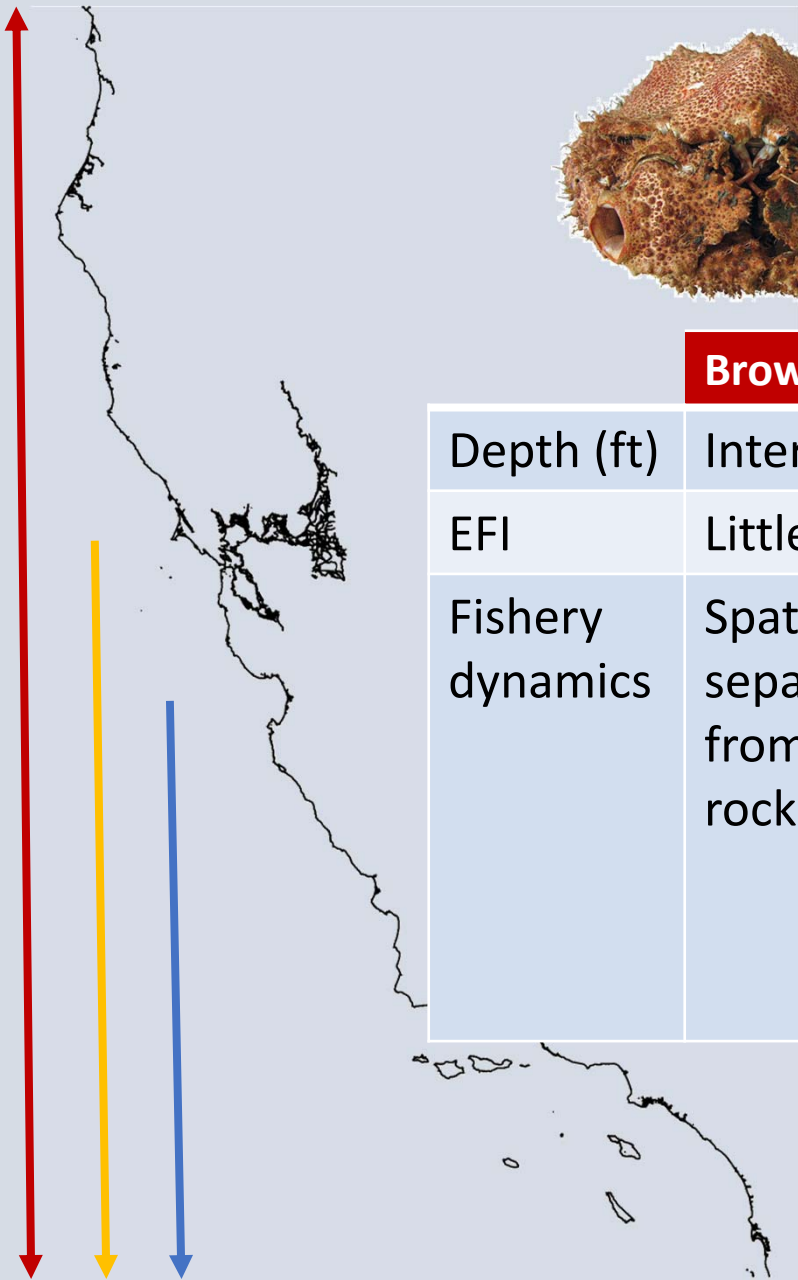 Brow
Depth (ft) Inter
EFI Little
Fishery Spat
dynamics sepa
from
rock